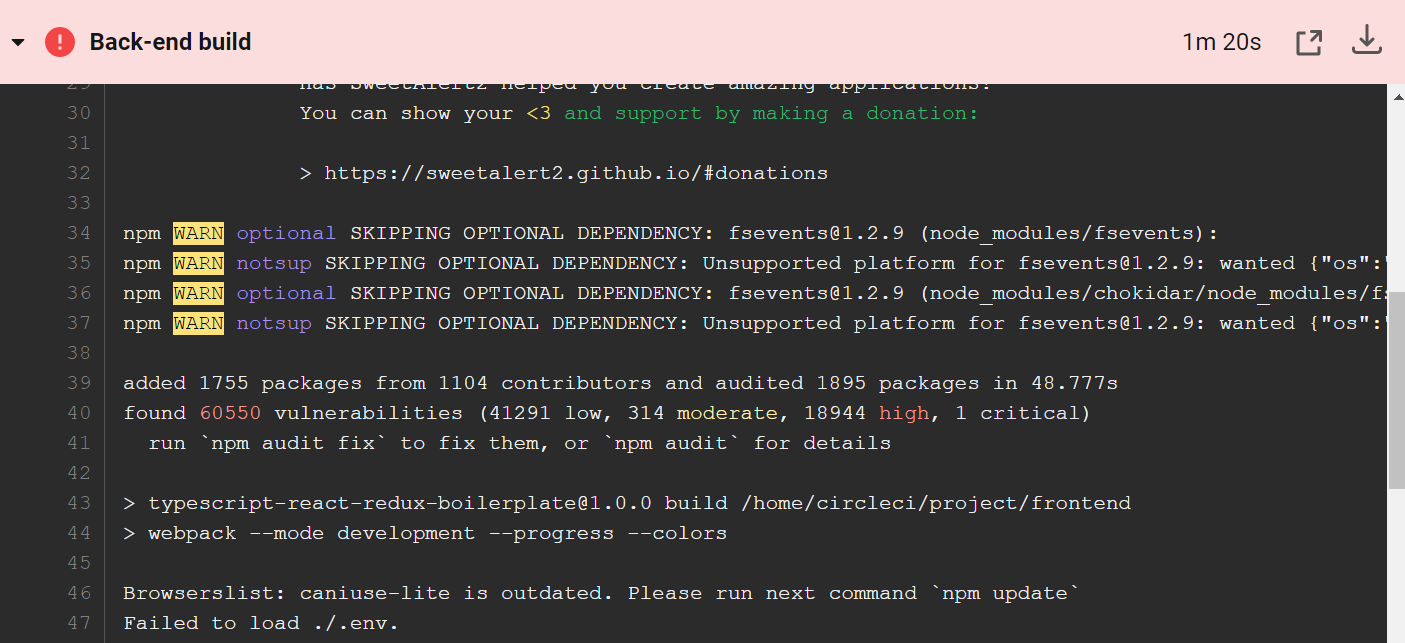 Back-end build
1m 20s
29 has SweetAlert2 helped you create amazing applications?
30 You can show your <3 and support by making a donation:
31
32 > https://sweetalert2.github.io/#donations
33
34 npm WARN optional SKIPPING OPTIONAL DEPENDENCY: fsevents@1.2.9 (node_modules/fsevents):
35 npm WARN notsup SKIPPING OPTIONAL DEPENDENCY: Unsupported platform for fsevents@1.2.9: wanted {"os":"
36 npm WARN optional SKIPPING OPTIONAL DEPENDENCY: fsevents@1.2.9 (node_modules/chokidar/node_modules/fs
37 npm WARN notsup SKIPPING OPTIONAL DEPENDENCY: Unsupported platform for fsevents@1.2.9: wanted {"os":"
38
39 added 1755 packages from 1104 contributors and audited 1895 packages in 48.777s
40 found 60550 vulnerabilities (41291 low, 314 moderate, 18944 high, 1 critical)
41 run `npm audit fix` to fix them, or `npm audit` for details
42
43 > typescript-react-redux-boilerplate@1.0.0 build /home/circleci/project/frontend
44 > webpack --mode development --progress --colors
45
46 Browserslist: caniuse-lite is outdated. Please run next command `npm update`
47 Failed to load ./.env.